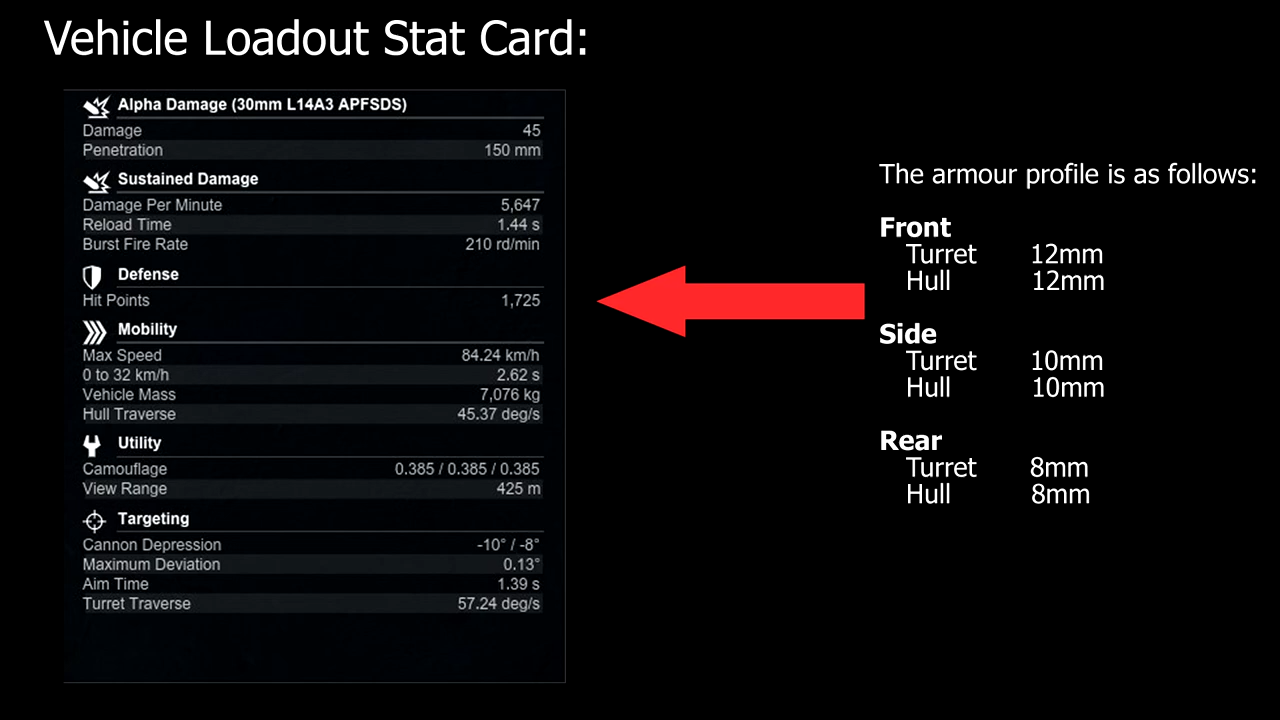 Vehicle Loadout Stat Card:
Alpha Damage (30mm L14A3 APFSDS)
Damage 45
Penetration 150 mm
Sustained Damage
Damage Per Minute 5,647
Reload Time 1.44 s
Burst Fire Rate 210 rd/min
Defense
Hit Points 1,725
Mobility
Max Speed 84.24 km/h
0 to 32 km/h 2.62 s
Vehicle Mass 7,076 kg
Hull Traverse 45.37 deg/s
Utility
Camouflage 0.385 / 0.385 / 0.385
View Range 425 m
Targeting
Cannon Depression -10° / -8°
Maximum Deviation 0.13°
Aim Time 1.39 s
Turret Traverse 57.24 deg/s
The armour profile is as follows:
Front
Turret 12mm
Hull 12mm
Side
Turret 10mm
Hull 10mm
Rear
Turret 8mm
Hull 8mm